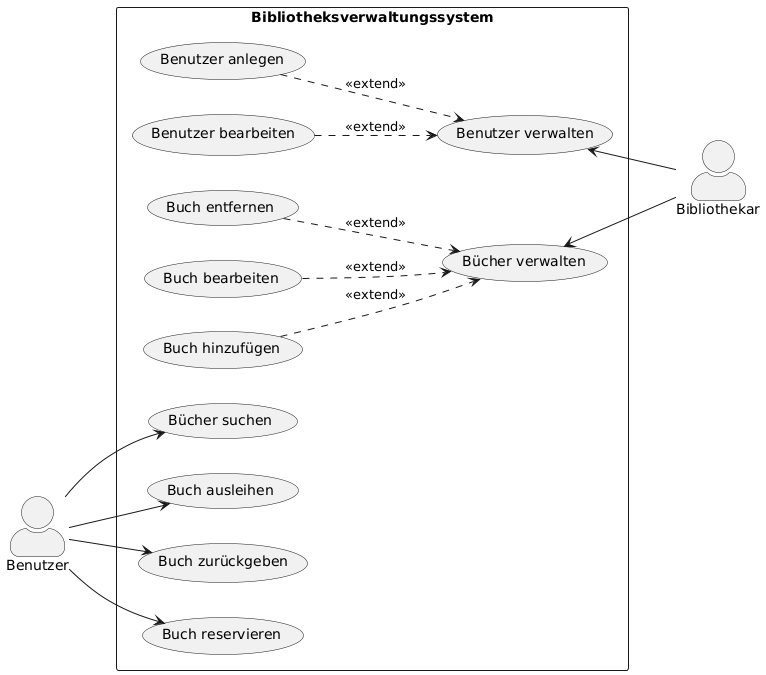 Bibliotheksverwaltungssystem
Benutzer anlegen
«extend»
Benutzer bearbeiten
«extend»
Benutzer verwalten
Buch entfernen
«extend»
Bibliothekar
Buch bearbeiten
«extend»
Bücher verwalten
«extend»
Buch hinzufügen
Bücher suchen
Buch ausleihen
Buch zurückgeben
Benutzer
Buch reservieren